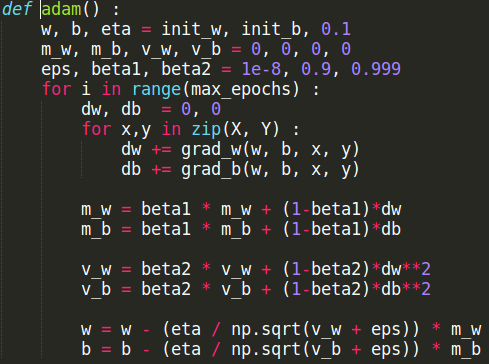 def adam() :
    w, b, eta = init_w, init_b, 0.1
    m_w, m_b, v_w, v_b = 0, 0, 0, 0
    eps, beta1, beta2 = 1e-8, 0.9, 0.999
    for i in range(max_epochs) :
        dw, db  = 0, 0
        for x,y in zip(X, Y) :
            dw += grad_w(w, b, x, y)
            db += grad_b(w, b, x, y)

        m_w = beta1 * m_w + (1-beta1)*dw
        m_b = beta1 * m_b + (1-beta1)*db

        v_w = beta2 * v_w + (1-beta2)*dw**2
        v_b = beta2 * v_b + (1-beta2)*db**2

        w = w - (eta / np.sqrt(v_w + eps)) * m_w
        b = b - (eta / np.sqrt(v_b + eps)) * m_b